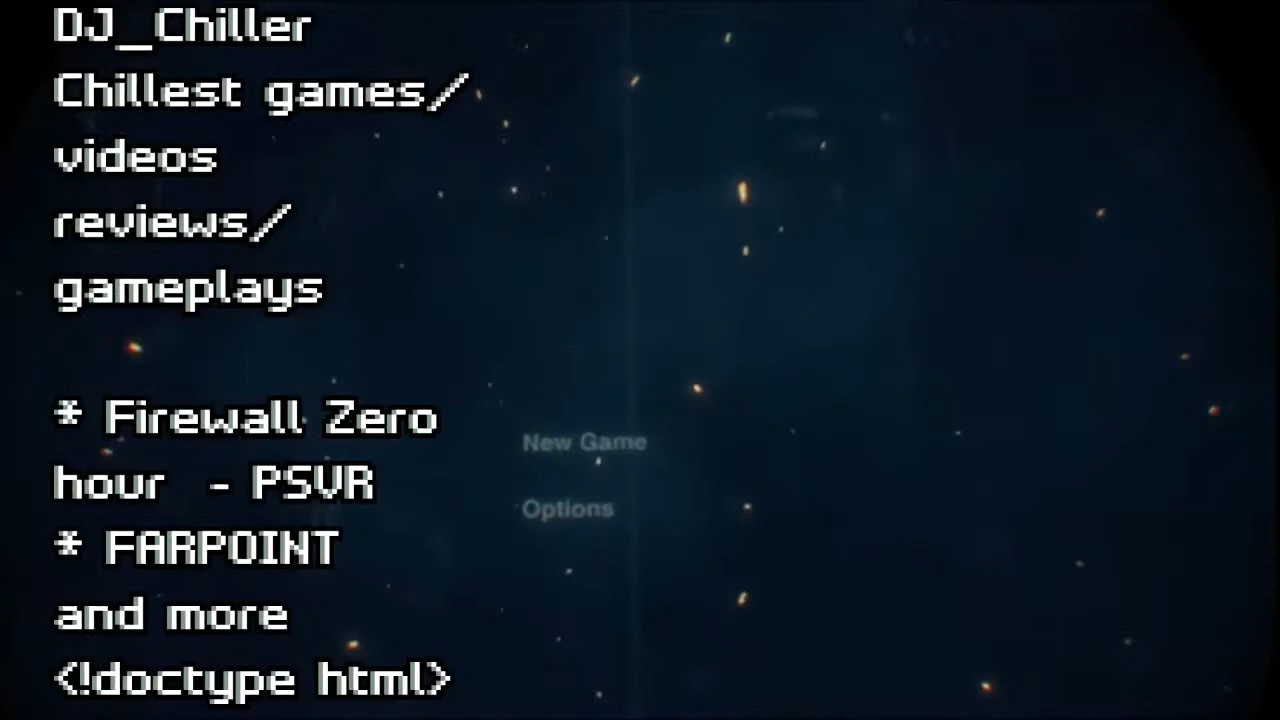 DJ_Chiller
Chillest games/
videos
reviews/
gameplays
* Firewall Zero
hour - PSVR
* FARPOINT
and more
<!doctype html>
New Game
Options